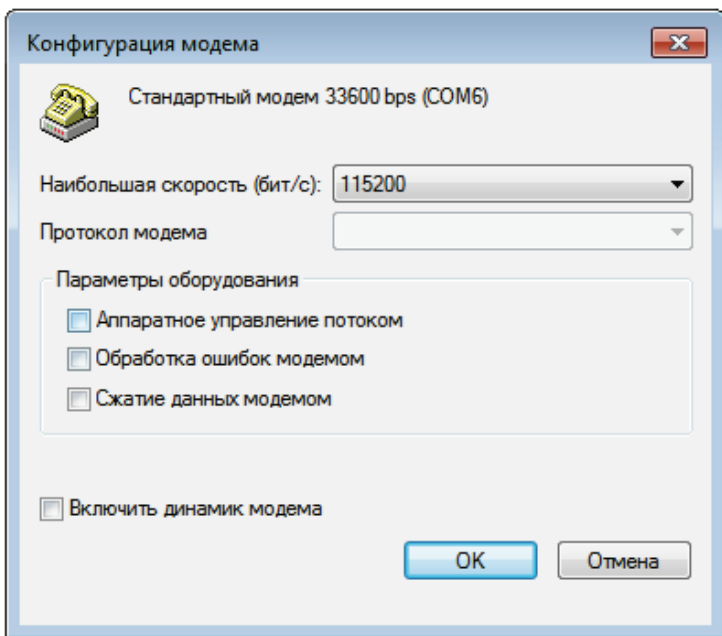 Конфигурация модема
Стандартный модем 33600 bps (COM6)
Наибольшая скорость (бит/с): 115200
Протокол модема
Параметры оборудования
Аппаратное управление потоком
Обработка ошибок модемом
Сжатие данных модемом
Включить динамик модема
OK Отмена